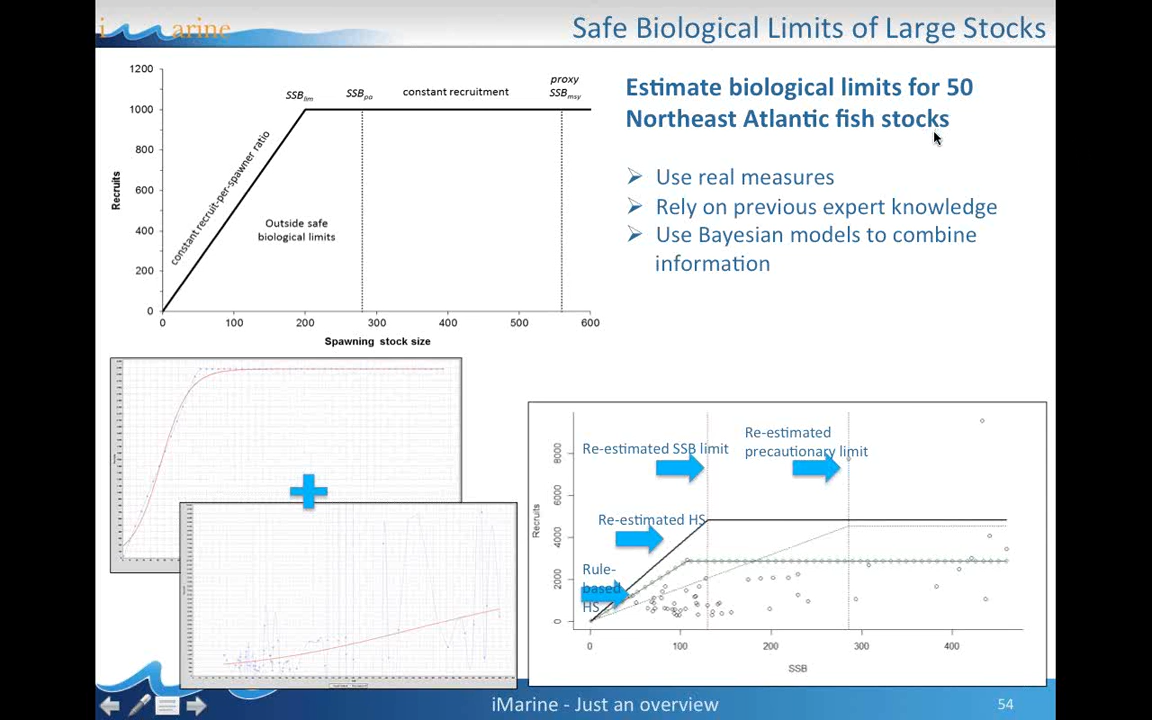 i marine
Safe Biological Limits of Large Stocks
1200
1000
800
600
400
200
0
Recruits
SSBlim
SSBpa
constant recruitment
proxy
SSBmsy
constant recruit-per-spawner ratio
Outside safe
biological limits
0 100 200 300 400 500 600
Spawning stock size
Estimate biological limits for 50
Northeast Atlantic fish stocks
Use real measures
Rely on previous expert knowledge
Use Bayesian models to combine
information
Re-estimated SSB limit
Re-estimated
precautionary limit
Re-estimated HS
Rule-
based
HS
8000
6000
4000
2000
0
Recruits
0 100 200 300 400
SSB
iMarine - Just an overview
54